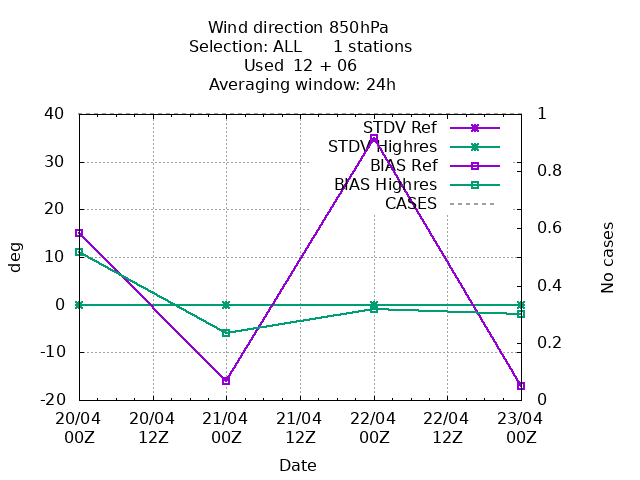 Wind direction 850hPa
Selection: ALL 1 stations
Used 12 + 06
Averaging window: 24h
40
30
20
10
0
-10
-20
deg
1
0.8
0.6
0.4
0.2
0
No cases
STDV Ref
STDV Highres
BIAS Ref
BIAS Highres
CASES
20/04 20/04 21/04 21/04 22/04 22/04 23/04
00Z 12Z 00Z 12Z 00Z 12Z 00Z
Date